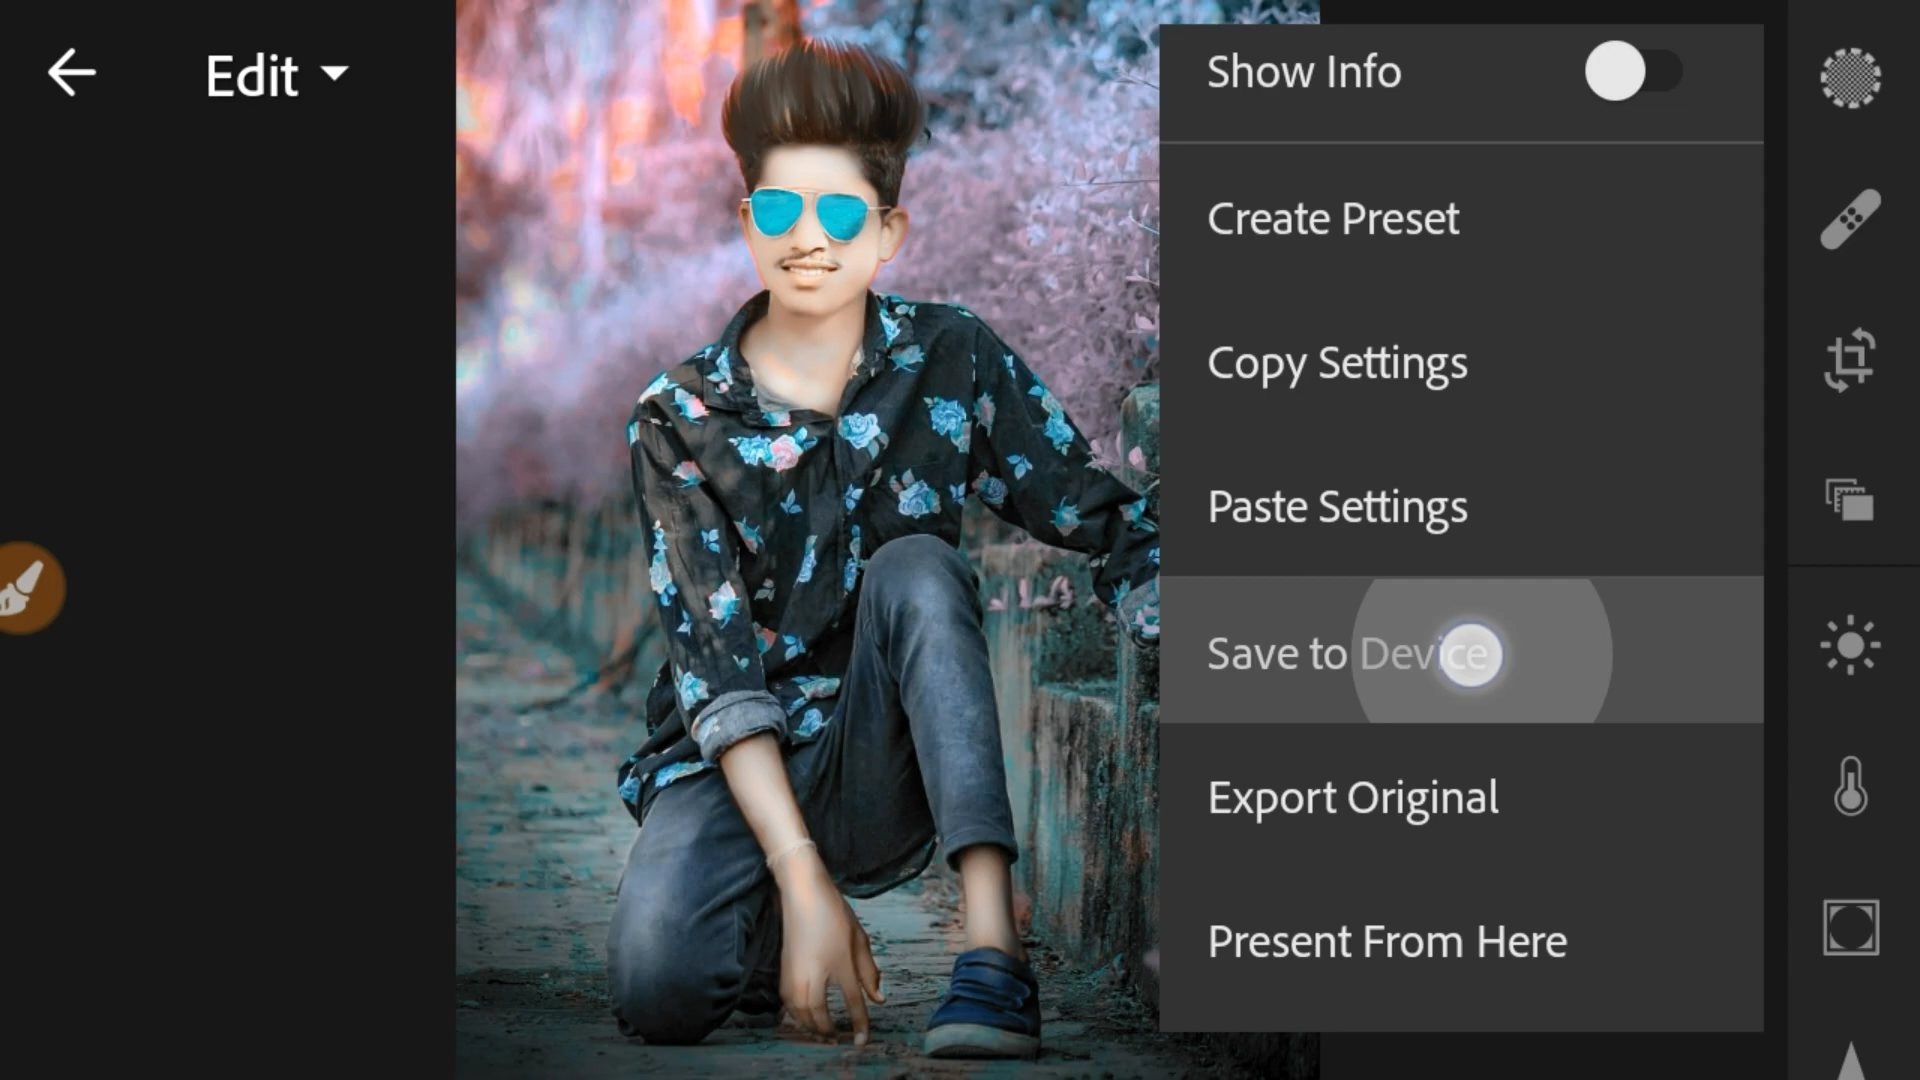 Edit
Show Info
Create Preset
Copy Settings
Paste Settings
Save to Device
Export Original
Present From Here